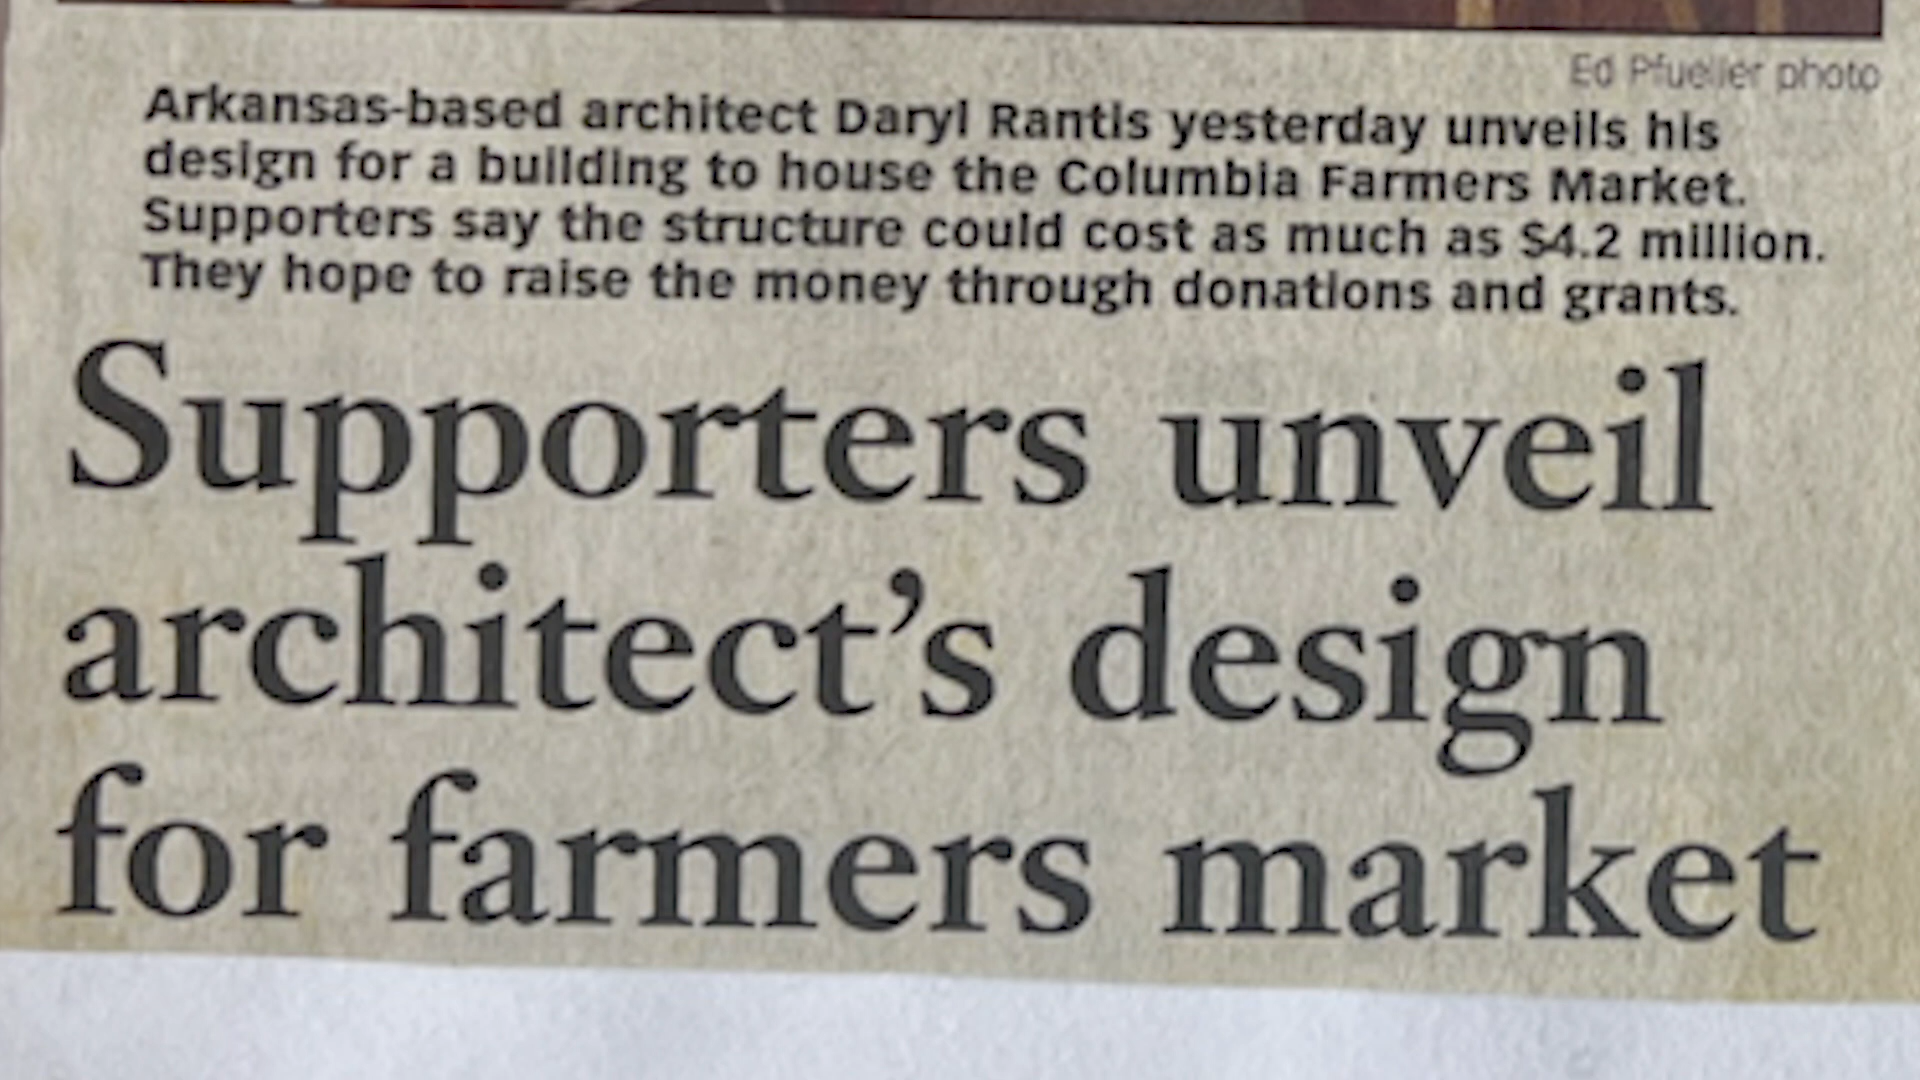 Ed Pfueller photo
Arkansas-based architect Daryl Rantis yesterday unveils his
design for a building to house the Columbia Farmers Market.
Supporters say the structure could cost as much as $4.2 million.
They hope to raise the money through donations and grants.
Supporters unveil
architect’s design
for farmers market